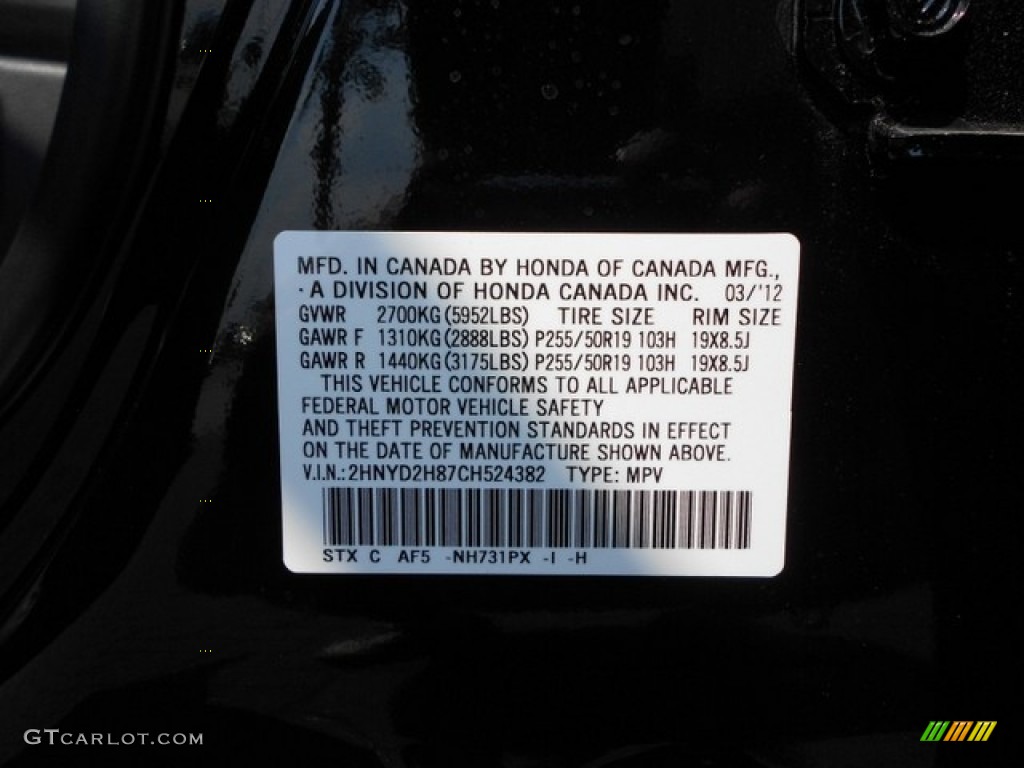 MFD. IN CANADA BY HONDA OF CANADA MFG.,
·A DIVISION OF HONDA CANADA INC. 03/'12
GVWR 2700KG(5952LBS) TIRE SIZE RIM SIZE
GAWR F 1310KG(2888LBS) P255/50R19 103H 19X8.5J
GAWR R 1440KG(3175LBS) P255/50R19 103H 19X8.5J
THIS VEHICLE CONFORMS TO ALL APPLICABLE
FEDERAL MOTOR VEHICLE SAFETY
AND THEFT PREVENTION STANDARDS IN EFFECT
ON THE DATE OF MANUFACTURE SHOWN ABOVE.
V.I.N.:2HNYD2H87CH524382 TYPE: MPV
STX C AF5 -NH731PX -I -H
GTCARLOT.COM